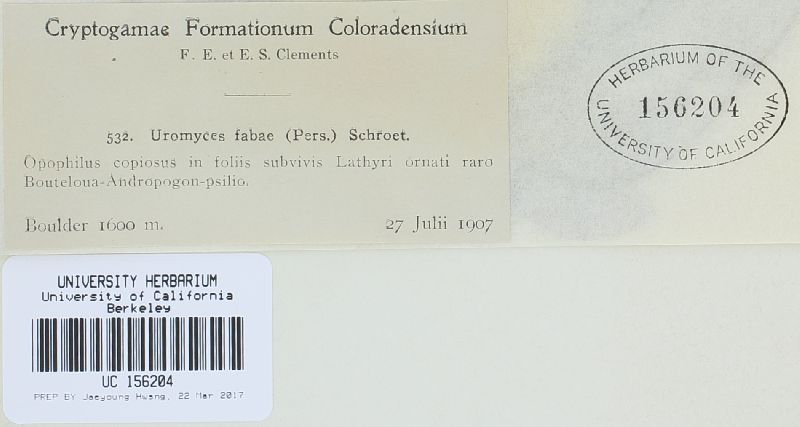 Cryptogamae Formationum Coloradensium
F. E. et E. S. Clements
532. Uromyces fabae (Pers.) Schroet.
Opophilus copiosus in foliis subvivis Lathyri ornati raro
Bouteloua-Andropogon-psilio.
Boulder 1600 m. 27 Julii 1907
HERBARIUM OF THE
156204
UNIVERSITY OF CALIFORNIA
UNIVERSITY HERBARIUM
University of California
Berkeley
UC 156204
PREP BY Jaeyoung Hwang, 22 Mar 2017